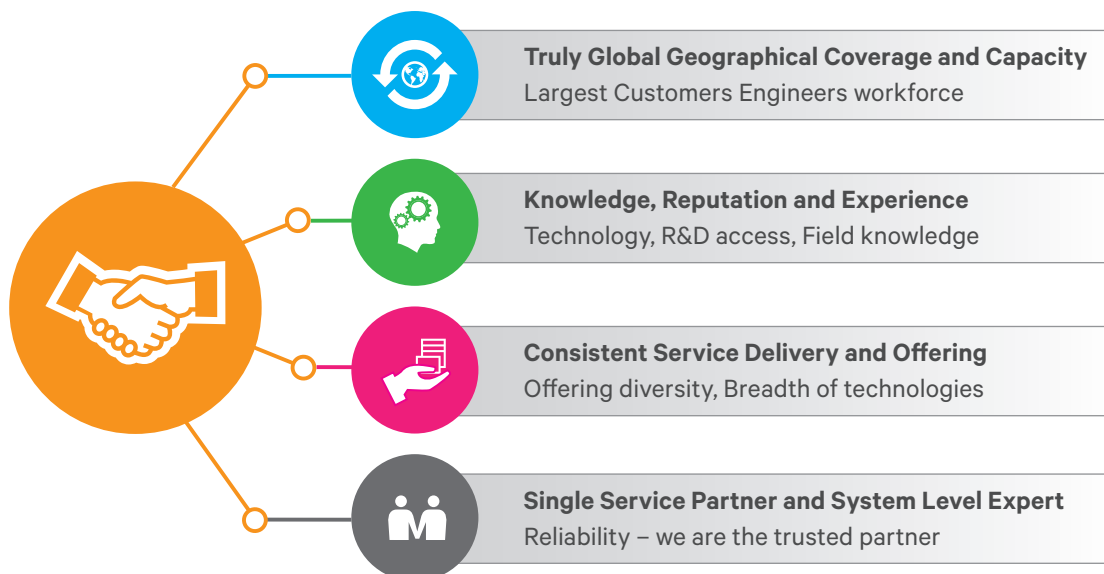 Truly Global Geographical Coverage and Capacity
Largest Customers Engineers workforce
Knowledge, Reputation and Experience
Technology, R&D access, Field knowledge
Consistent Service Delivery and Offering
Offering diversity, Breadth of technologies
Single Service Partner and System Level Expert
Reliability – we are the trusted partner